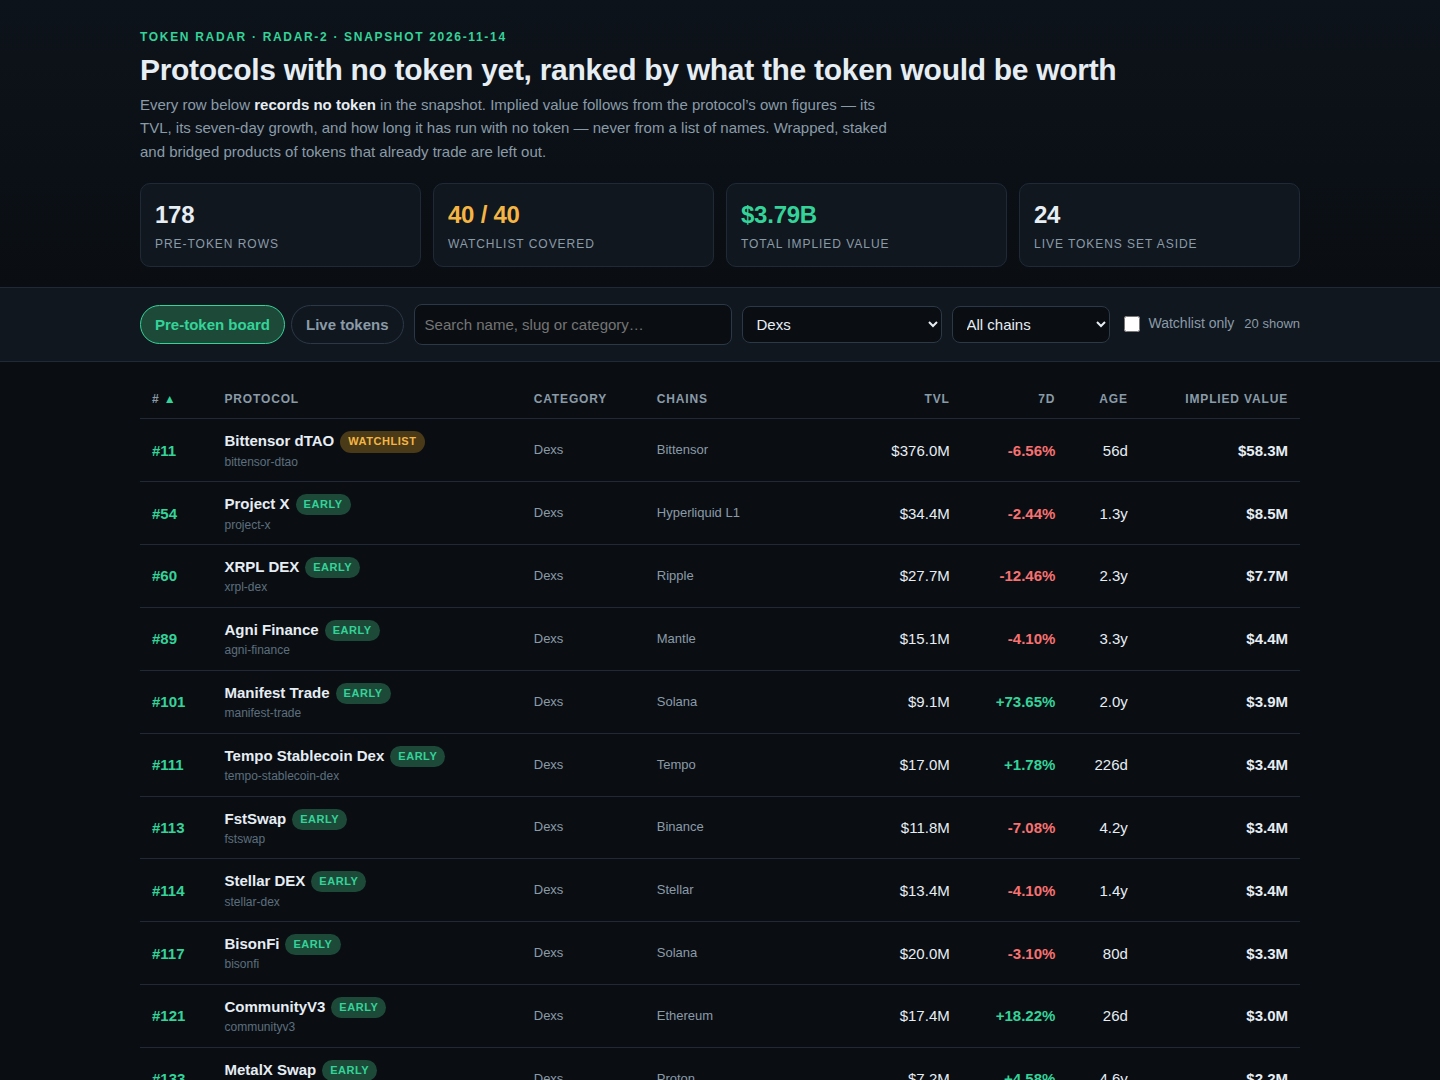 TOKEN RADAR · RADAR-2 · SNAPSHOT 2026-11-14
Protocols with no token yet, ranked by what the token would be worth
Every row below records no token in the snapshot. Implied value follows from the protocol’s own figures — its
TVL, its seven-day growth, and how long it has run with no token — never from a list of names. Wrapped, staked
and bridged products of tokens that already trade are left out.
178 40 / 40 $3.79B 24
PRE-TOKEN ROWS WATCHLIST COVERED TOTAL IMPLIED VALUE LIVE TOKENS SET ASIDE
Pre-token board Live tokens Search name, slug or category… Dexs All chains Watchlist only 20 shown
# ▲ PROTOCOL CATEGORY CHAINS TVL 7D AGE IMPLIED VALUE
#11 Bittensor dTAO WATCHLIST Dexs Bittensor $376.0M -6.56% 56d $58.3M
bittensor-dtao
#54 Project X EARLY Dexs Hyperliquid L1 $34.4M -2.44% 1.3y $8.5M
project-x
#60 XRPL DEX EARLY Dexs Ripple $27.7M -12.46% 2.3y $7.7M
xrpl-dex
#89 Agni Finance EARLY Dexs Mantle $15.1M -4.10% 3.3y $4.4M
agni-finance
#101 Manifest Trade EARLY Dexs Solana $9.1M +73.65% 2.0y $3.9M
manifest-trade
#111 Tempo Stablecoin Dex EARLY Dexs Tempo $17.0M +1.78% 226d $3.4M
tempo-stablecoin-dex
#113 FstSwap EARLY Dexs Binance $11.8M -7.08% 4.2y $3.4M
fstswap
#114 Stellar DEX EARLY Dexs Stellar $13.4M -4.10% 1.4y $3.4M
stellar-dex
#117 BisonFi EARLY Dexs Solana $20.0M -3.10% 80d $3.3M
bisonfi
#121 CommunityV3 EARLY Dexs Ethereum $17.4M +18.22% 26d $3.0M
communityv3
#133 MetalX Swap EARLY Dexs Proton $7.2M +4.58% 4.6y $2.2M